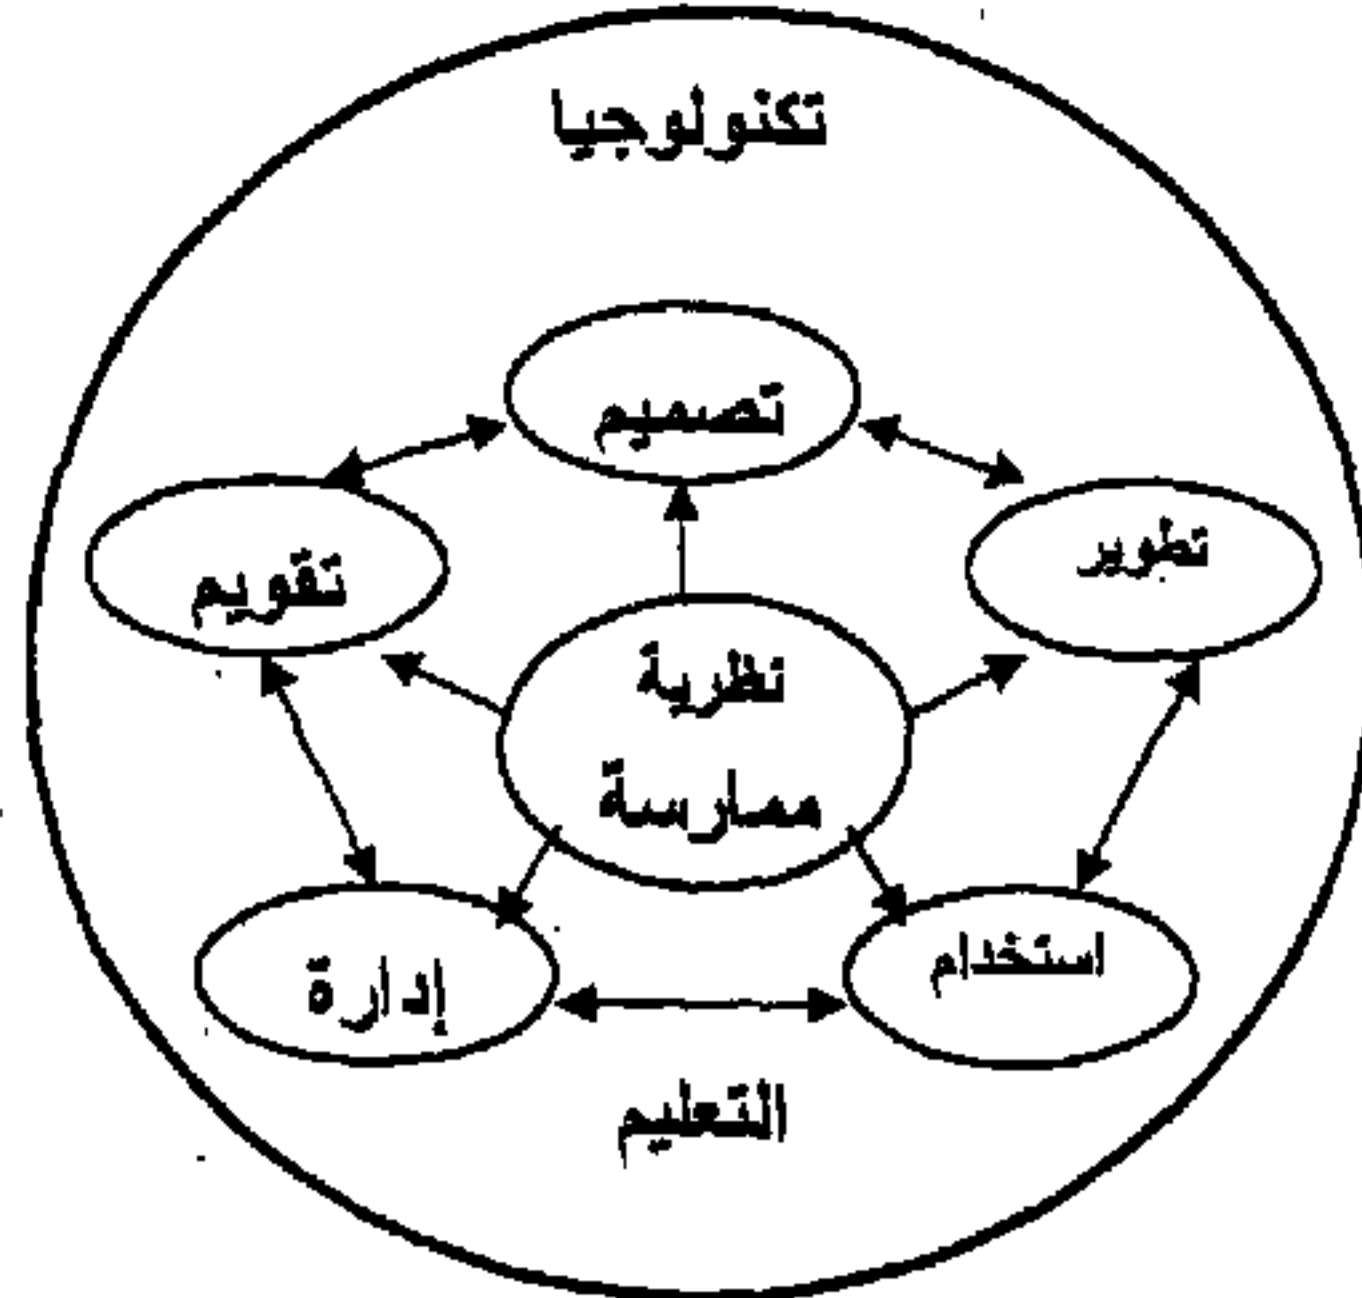 تكنولوجيا
تصميم
تطوير
تقويم
نظرية
ممارسة
استخدام
إدارة
التعليم